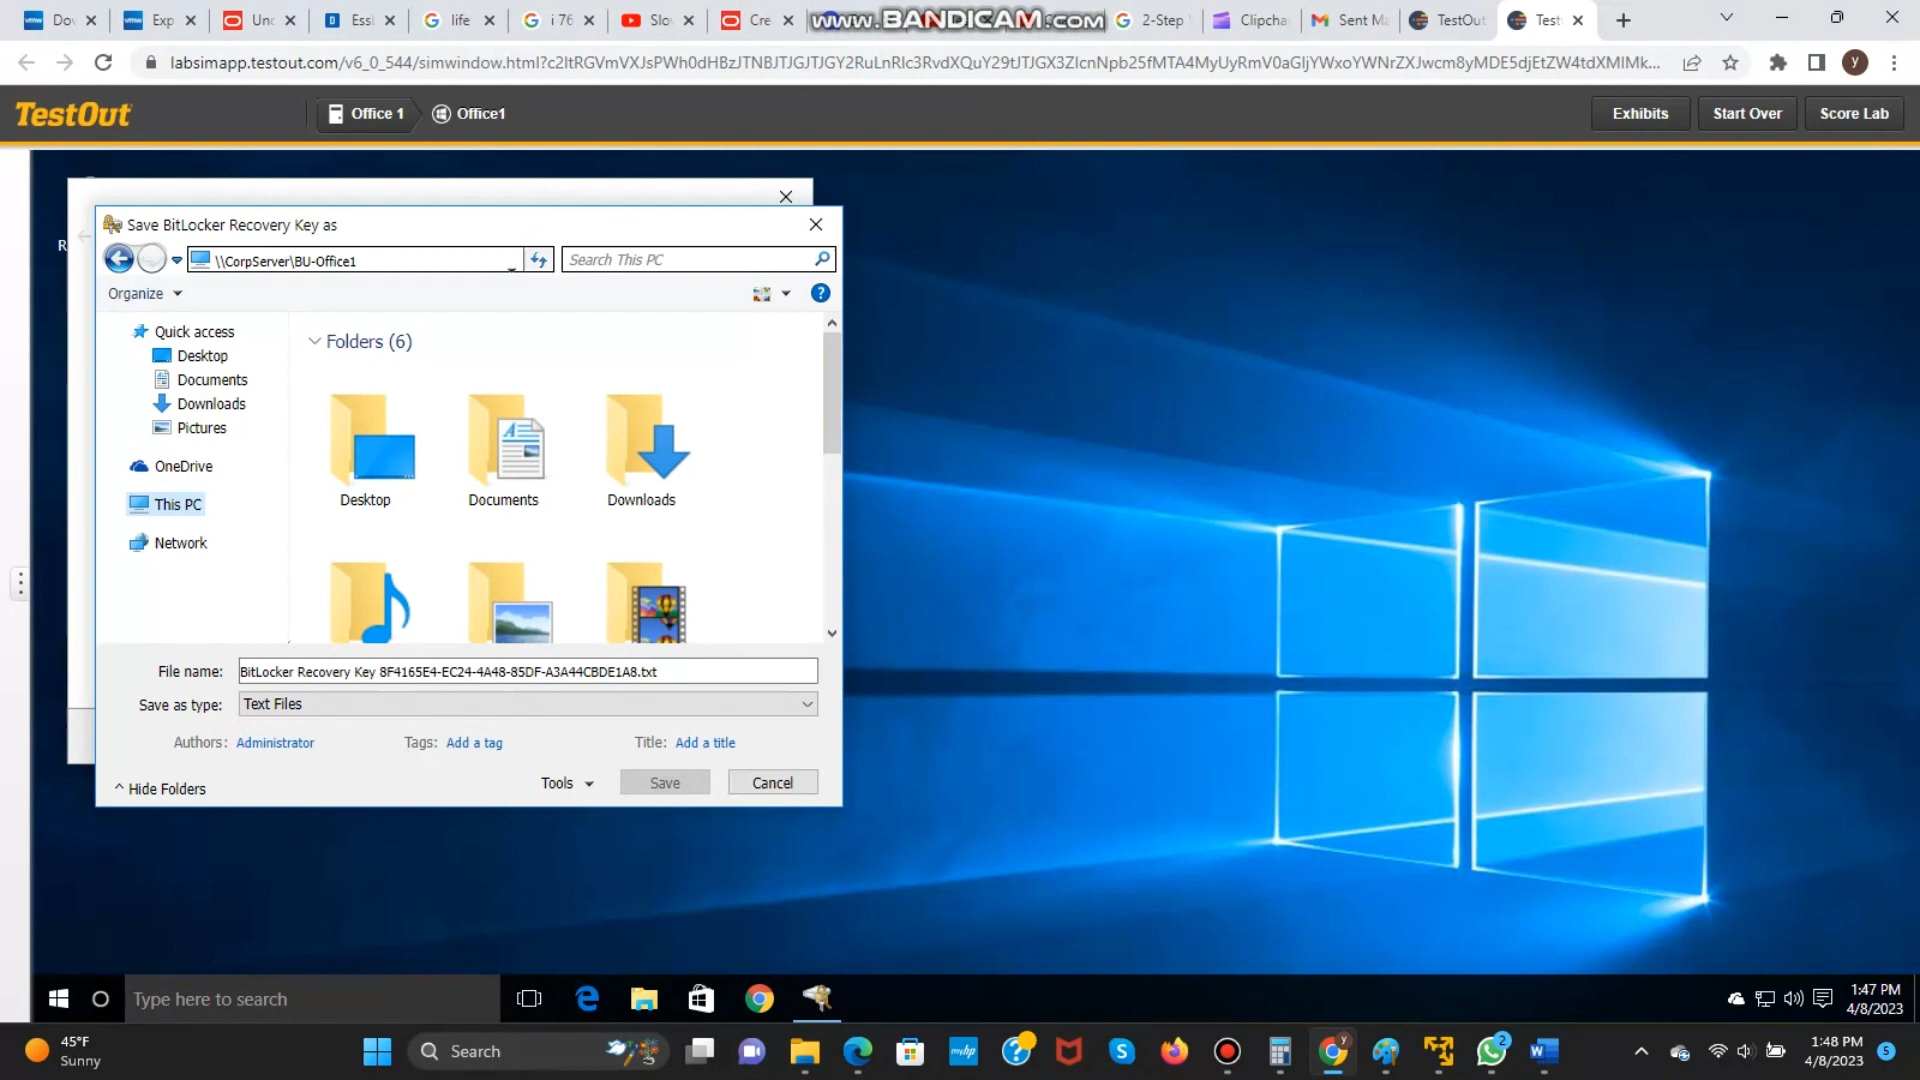 Do
Exp
Unc
Essi
life
i 76
Slo
Cre
www.BANDICAM.com
2-Step
Clipcha
Sent Ma
TestOut
Test
labsimapp.testout.com/v6_0_544/simwindow.html?c2ltRGVmVXJsPWh0dHBzJTNBJTJGJTJGY2RuLnRlc3RvdXQuY29tJTJGX3ZlcnNpb25fMTA4MyUyRmV0aGljYWxoYWNrZXJwcm8yMDE5djEtZW4tdXMlMk...
y
TestOut
Office 1
Office1
Exhibits
Start Over
Score Lab
R
Save BitLocker Recovery Key as
\\CorpServer\BU-Office1
Search This PC
Organize
Quick access
Desktop
Documents
Downloads
Pictures
OneDrive
This PC
Network
Folders (6)
Desktop
Documents
Downloads
File name:
BitLocker Recovery Key 8F4165E4-EC24-4A48-85DF-A3A44CBDE1A8.txt
Save as type:
Text Files
Authors: Administrator
Tags: Add a tag
Title: Add a title
Hide Folders
Tools
Save
Cancel
Type here to search
1:47 PM
4/8/2023
45°F
Sunny
Search
myhp
2
1:48 PM
4/8/2023
5